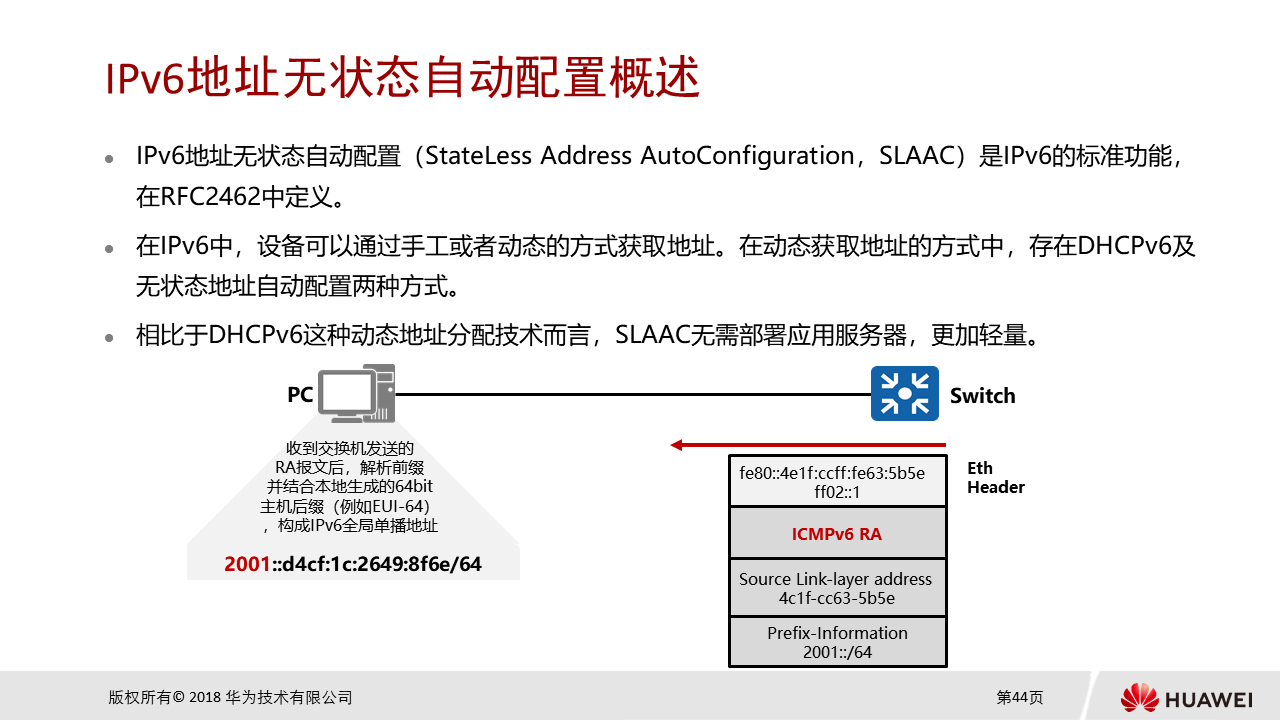 IPv6地址无状态自动配置概述
IPv6地址无状态自动配置（StateLess Address AutoConfiguration，SLAAC）是IPv6的标准功能，
在RFC2462中定义。
在IPv6中，设备可以通过手工或者动态的方式获取地址。在动态获取地址的方式中，存在DHCPv6及
无状态地址自动配置两种方式。
相比于DHCPv6这种动态地址分配技术而言，SLAAC无需部署应用服务器，更加轻量。
PC
Switch
收到交换机发送的
RA报文后，解析前缀
并结合本地生成的64bit
主机后缀（例如EUI-64）
，构成IPv6全局单播地址
2001::d4cf:1c:2649:8f6e/64
fe80::4e1f:ccff:fe63:5b5e
ff02::1
Eth
Header
ICMPv6 RA
Source Link-layer address
4c1f-cc63-5b5e
Prefix-Information
2001::/64
版权所有© 2018 华为技术有限公司
第44页
HUAWEI